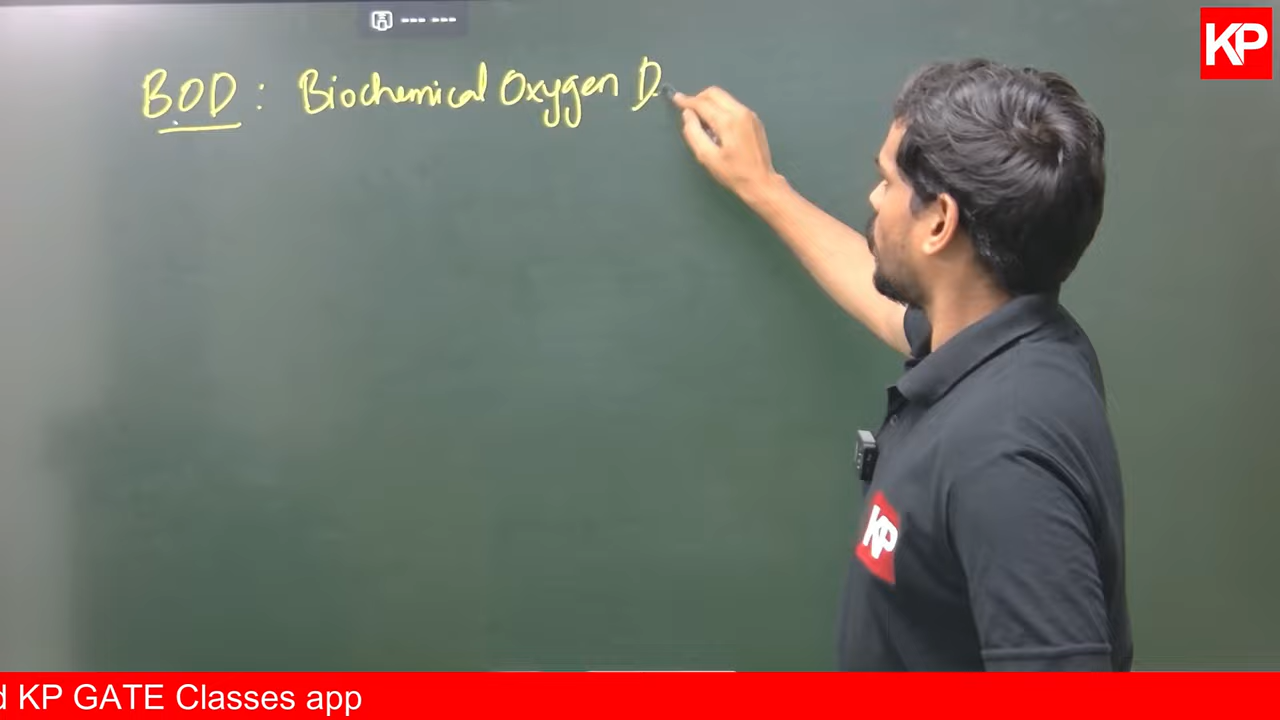 KP
BOD : Biochemical Oxygen D
KP
d KP GATE Classes app